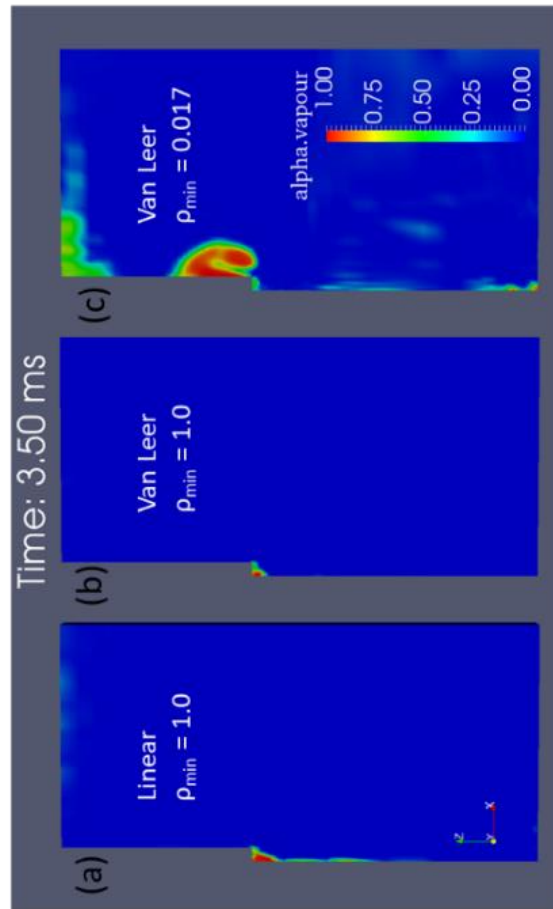 Time: 3.50 ms
(a)
Linear
ρmin = 1.0
Z
Y
X
(b)
Van Leer
ρmin = 1.0
(c)
Van Leer
ρmin = 0.017
alpha.vapour
1.00
0.75
0.50
0.25
0.00